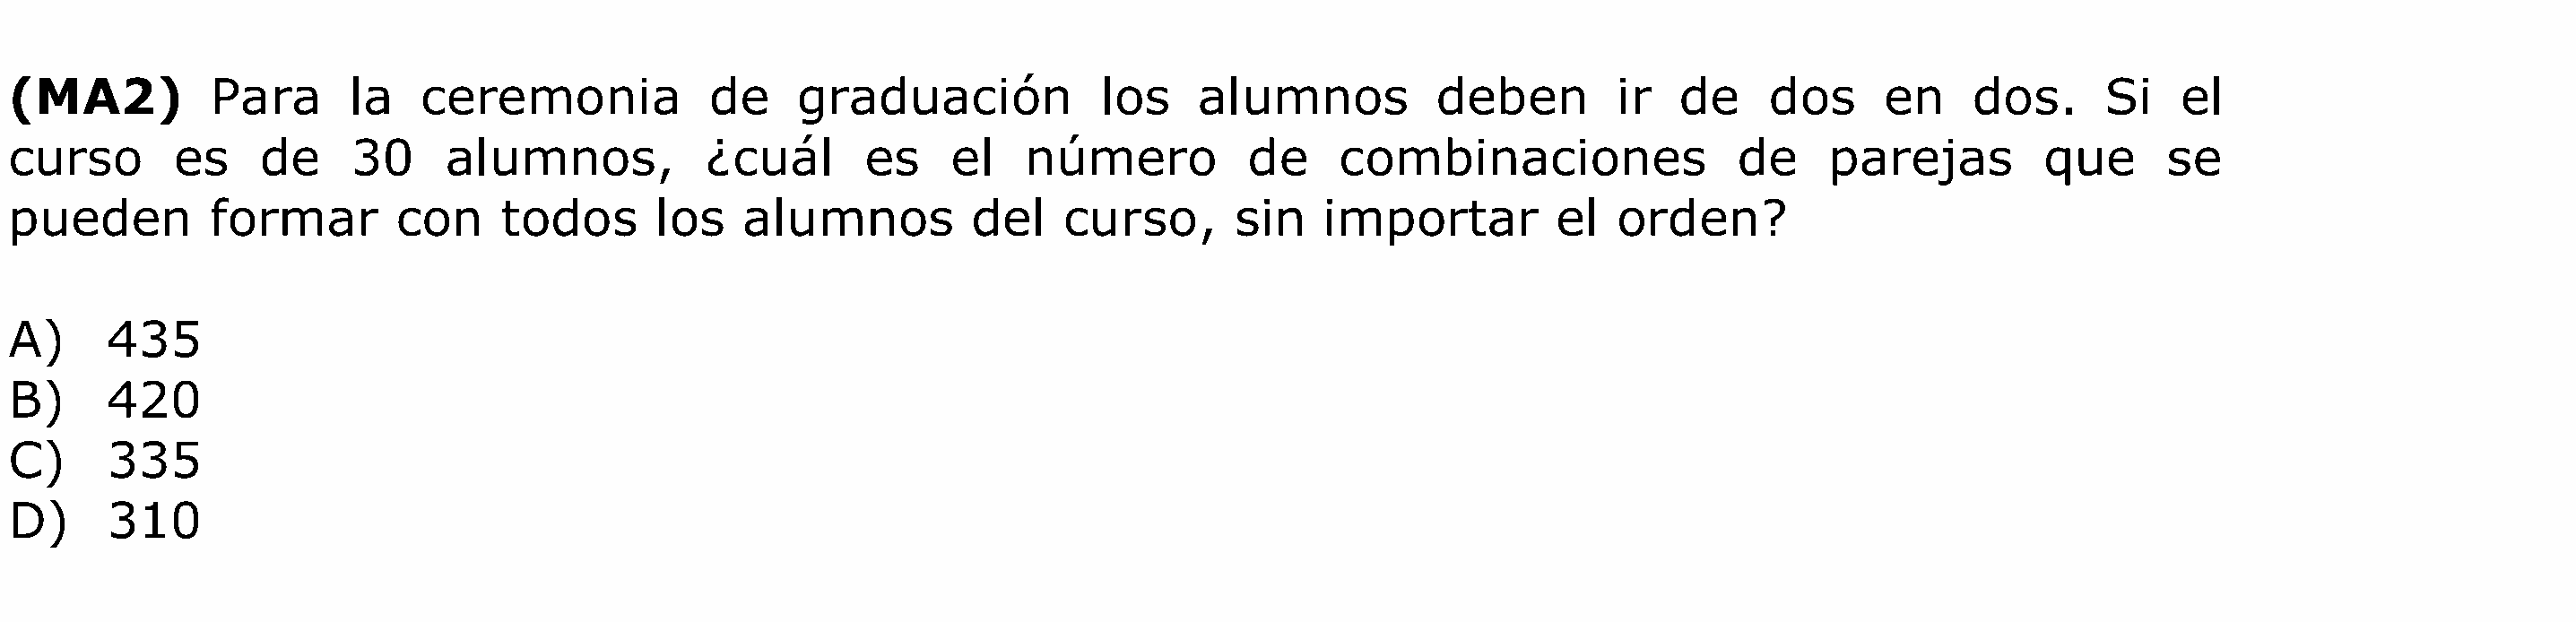 (MA2) Para la ceremonia de graduación los alumnos deben ir de dos en dos. Si el
curso es de 30 alumnos, ¿cuál es el número de combinaciones de parejas que se
pueden formar con todos los alumnos del curso, sin importar el orden?
A) 435
B) 420
C) 335
D) 310